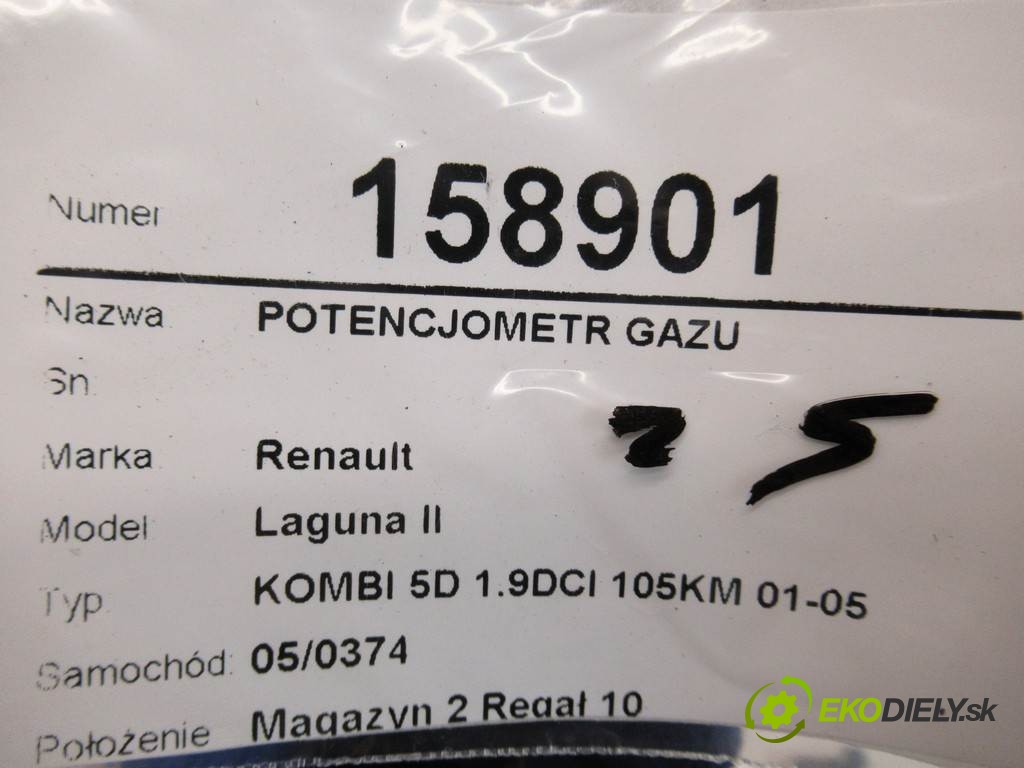 Numer 158901
Nazwa POTENCJOMETR GAZU
Sn
Marka Renault
Model Laguna II
Typ KOMBI 5D 1.9DCI 105KM 01-05
Samochód: 05/0374
Położenie Magazyn 2 Regał 10
EKODIELY.sk